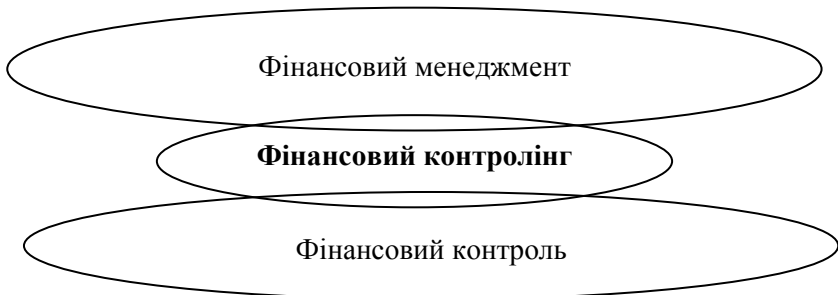 Фінансовий менеджмент
Фінансовий контролінг
Фінансовий контроль